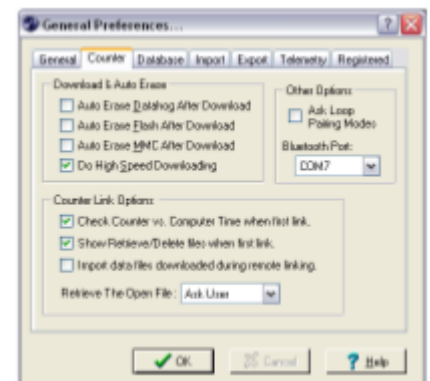 General Preferences...
General Counter Database Import Export Telemetry Registered
Download & Auto Erase
Auto Erase Datahog After Download
Auto Erase Flash After Download
Auto Erase MMC After Download
Do High Speed Downloading
Other Options
Ask Loop
Pairing Modes
Bluetooth Port:
COM7
Counter Link Options
Check Counter vs. Computer Time when first link.
Show Retrieve/Delete files when first link.
Import data files downloaded during remote linking.
Retrieve The Open File: Ask User
OK Cancel Help